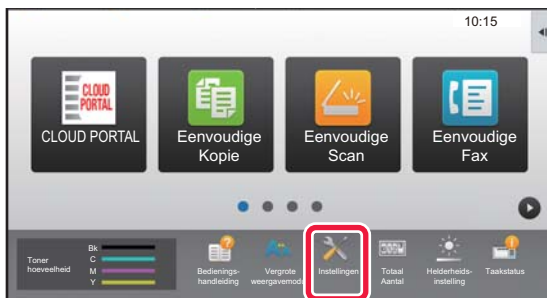 10:15
CLOUD
PORTAL
CLOUD PORTAL
Eenvoudige
Kopie
Eenvoudige
Scan
Eenvoudige
Fax
Toner
hoeveelheid
Bk
C
M
Y
Bedienings-
handleiding
Vergrote
weergavemodus
Instellingen
Totaal
Aantal
Helderheids-
instelling
Taakstatus